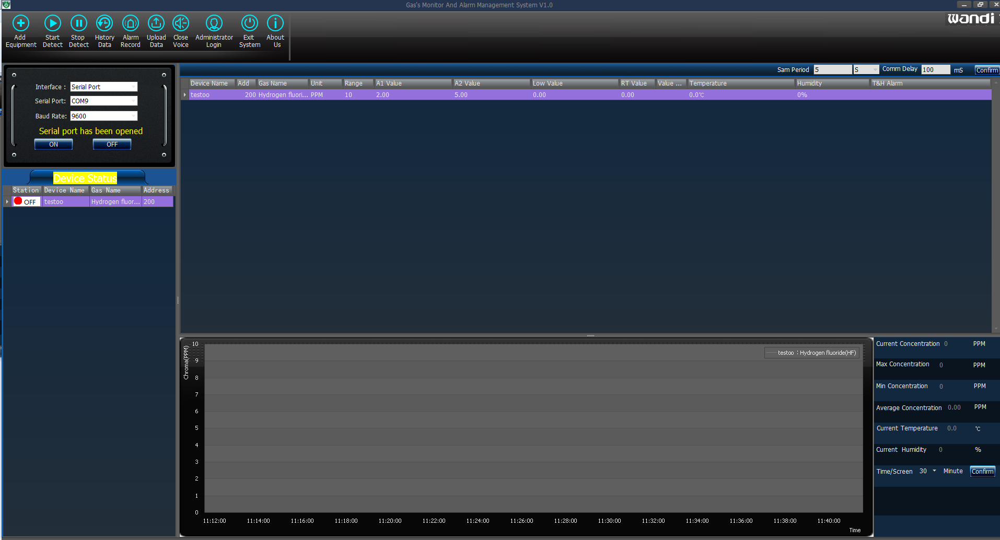 Gas's Monitor And Alarm Management System V1.0
wandi
Add Equipment
Start Detect
Stop Detect
History Data
Alarm Record
Upload Data
Close Voice
Administrator Login
Exit System
About Us
Sam Period 5 S Comm Delay 100 mS Confirm
Interface : Serial Port
Serial Port: COM9
Baud Rate: 9600
Serial port has been opened
ON OFF
Device Status
Station Device Name Gas Name Address
OFF testoo Hydrogen fluor... 200
Device Name Add Gas Name Unit Range A1 Value A2 Value Low Value RT Value Value ... Temperature Humidity T&H Alarm
testoo 200 Hydrogen fluori... PPM 10 2.00 5.00 0.00 0.00 0.0℃ 0%
Chroma(PPM)
10
9
8
7
6
5
4
3
2
1
0
testoo : Hydrogen fluoride(HF)
11:12:00 11:14:00 11:16:00 11:18:00 11:20:00 11:22:00 11:24:00 11:26:00 11:28:00 11:30:00 11:32:00 11:34:00 11:36:00 11:38:00 11:40:00
Time
Current Concentration 0 PPM
Max Concentration 0 PPM
Min Concentration 0 PPM
Average Concentration 0.00 PPM
Current Temperature 0.0 ℃
Current Humidity 0 %
Time/Screen 30 Minute Confirm